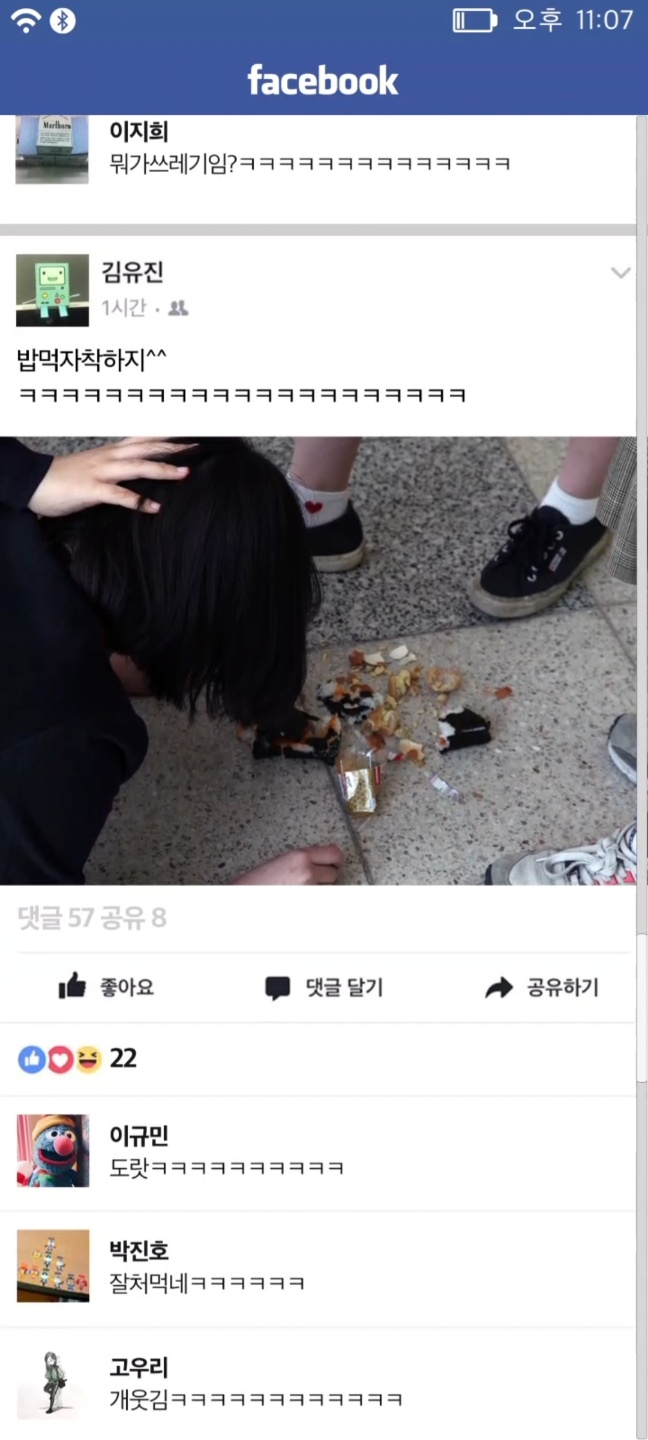 오후 11:07
facebook
Marlboro
이지희
뭐가쓰레기임?ㅋㅋㅋㅋㅋㅋㅋㅋㅋㅋㅋㅋㅋㅋ
김유진
1시간 ·
밥먹자착하지^^
ㅋㅋㅋㅋㅋㅋㅋㅋㅋㅋㅋㅋㅋㅋㅋㅋㅋㅋㅋㅋㅋ
댓글 57 공유 8
좋아요 댓글 달기 공유하기
22
이규민
도랏ㅋㅋㅋㅋㅋㅋㅋㅋㅋㅋ
박진호
잘처먹네ㅋㅋㅋㅋㅋㅋ
고우리
개웃김ㅋㅋㅋㅋㅋㅋㅋㅋㅋㅋㅋㅋ